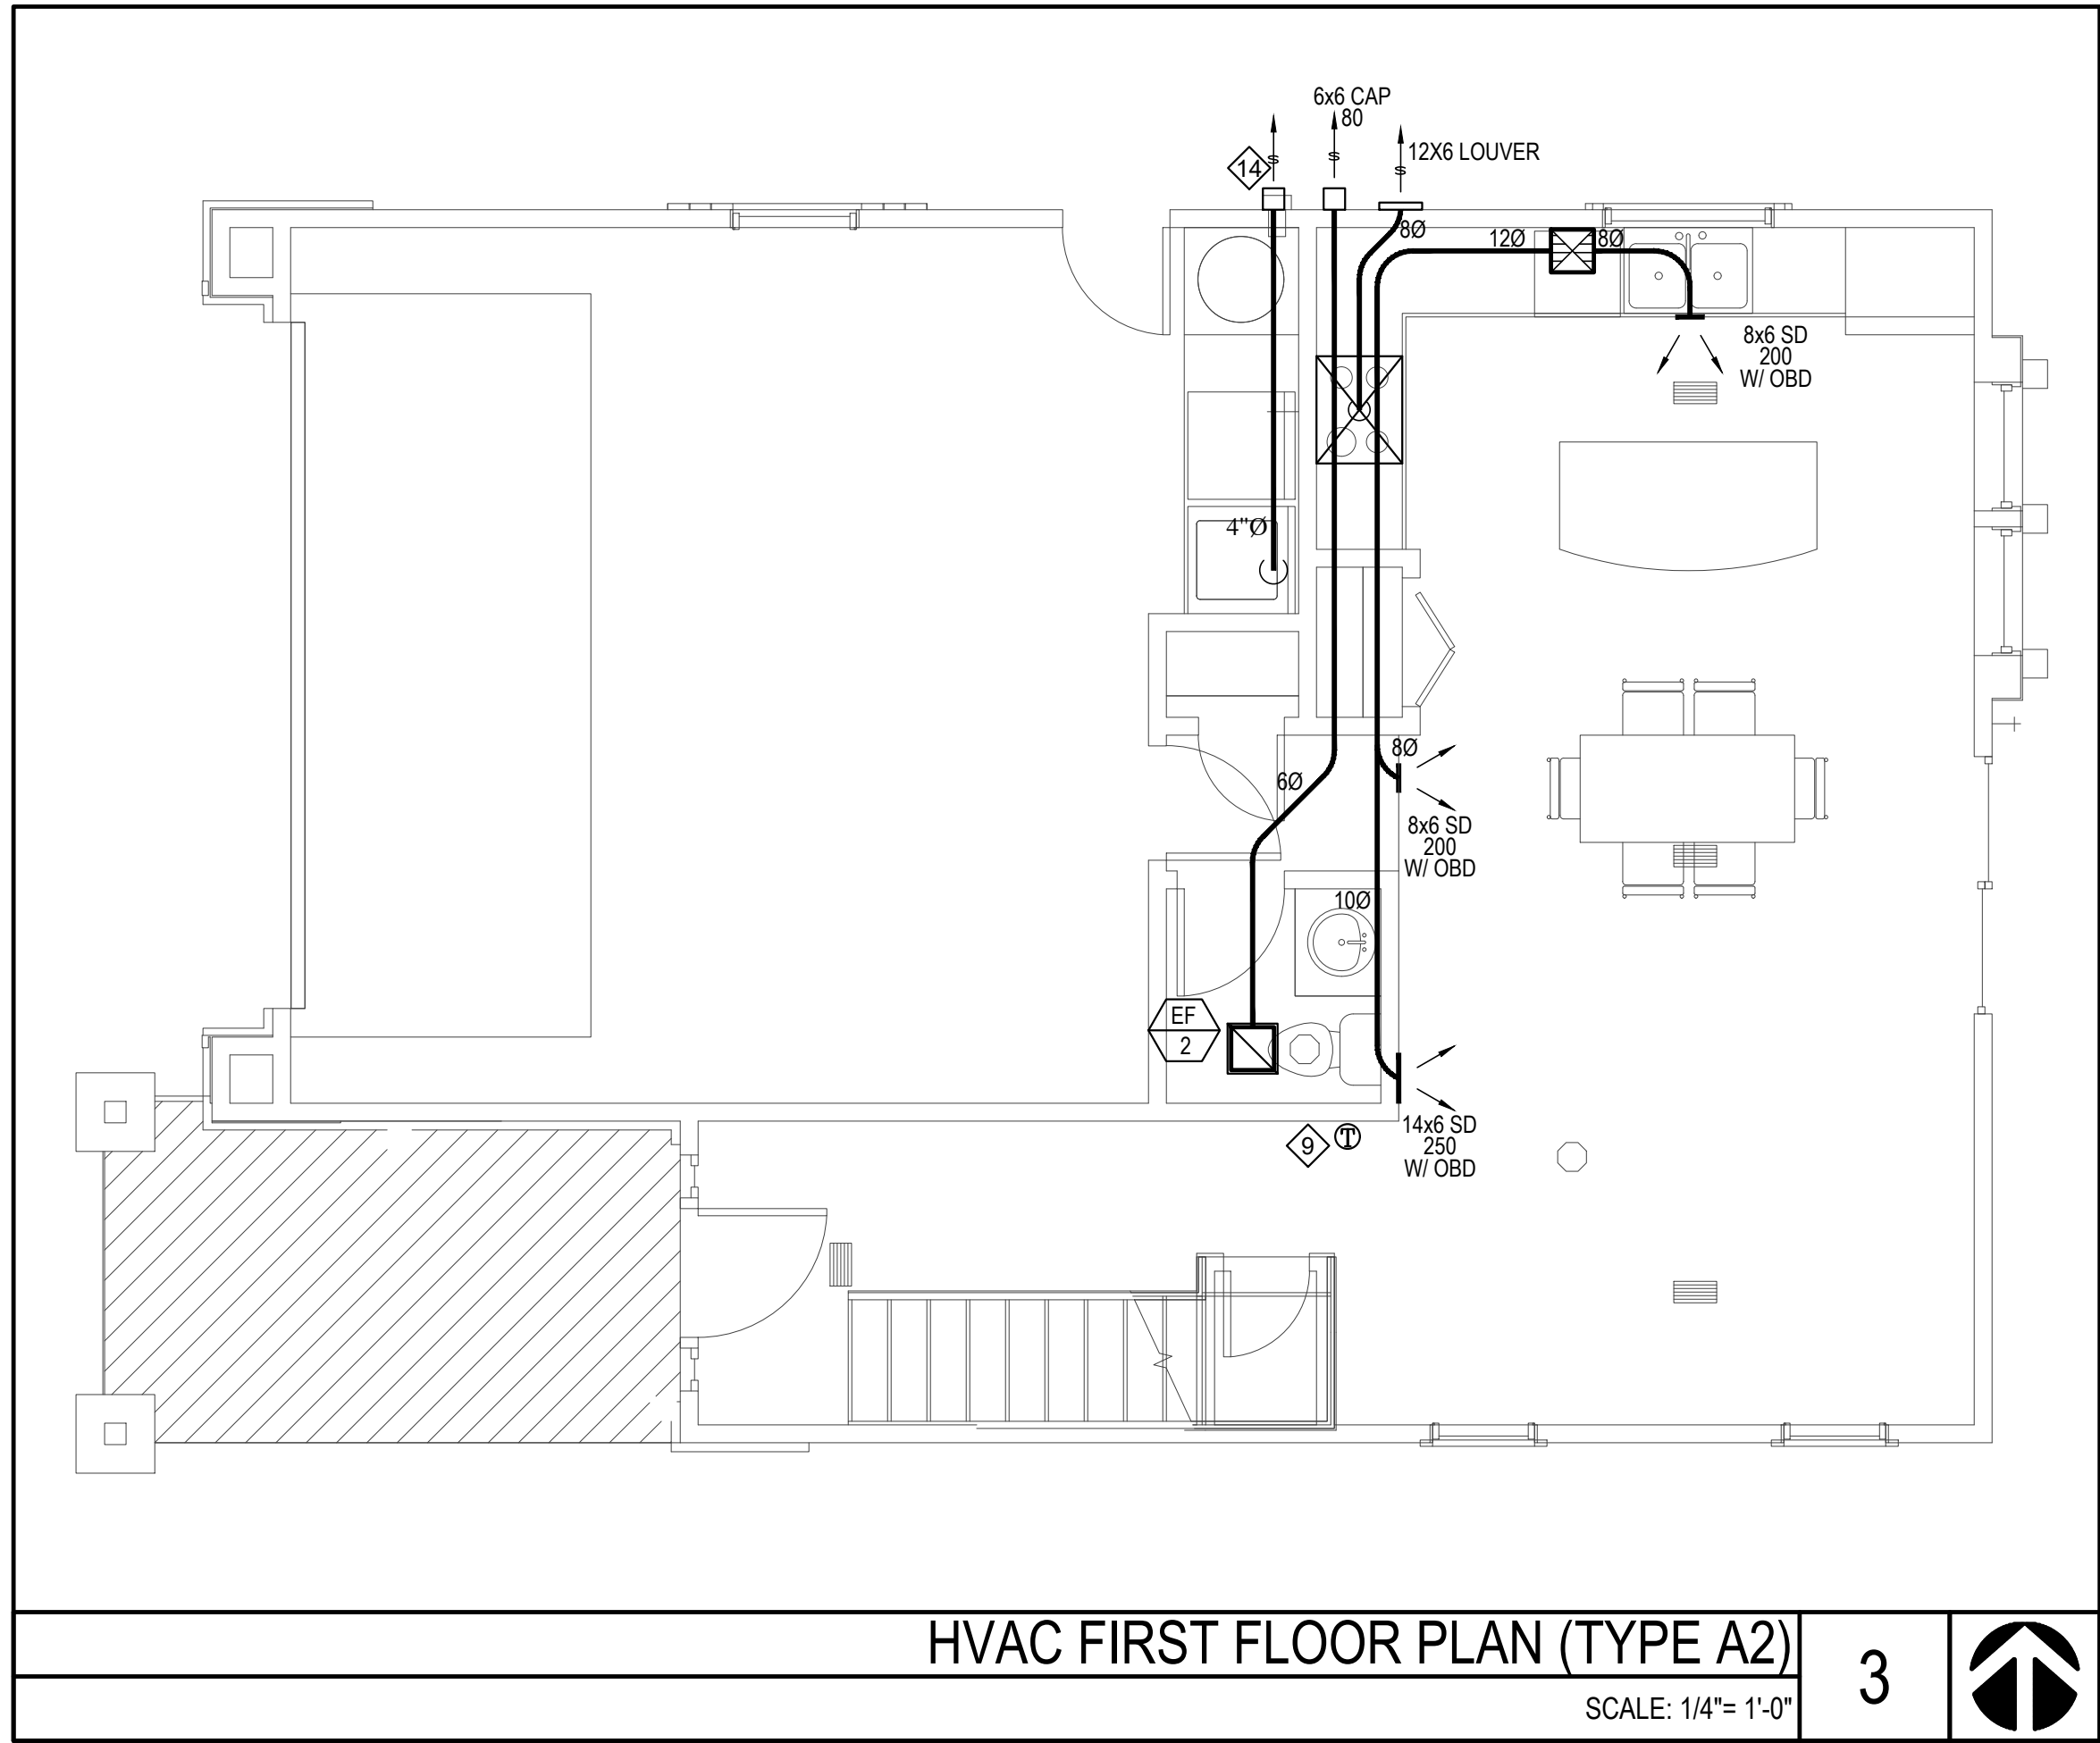 6x6 CAP
80
14
s
s
s
12X6 LOUVER
8Ø
12Ø
8Ø
8x6 SD
200
W/ OBD
4"Ø
8Ø
6Ø
8x6 SD
200
W/ OBD
10Ø
EF
2
9
T
14x6 SD
250
W/ OBD
HVAC FIRST FLOOR PLAN (TYPE A2)
3
SCALE: 1/4"= 1'-0"